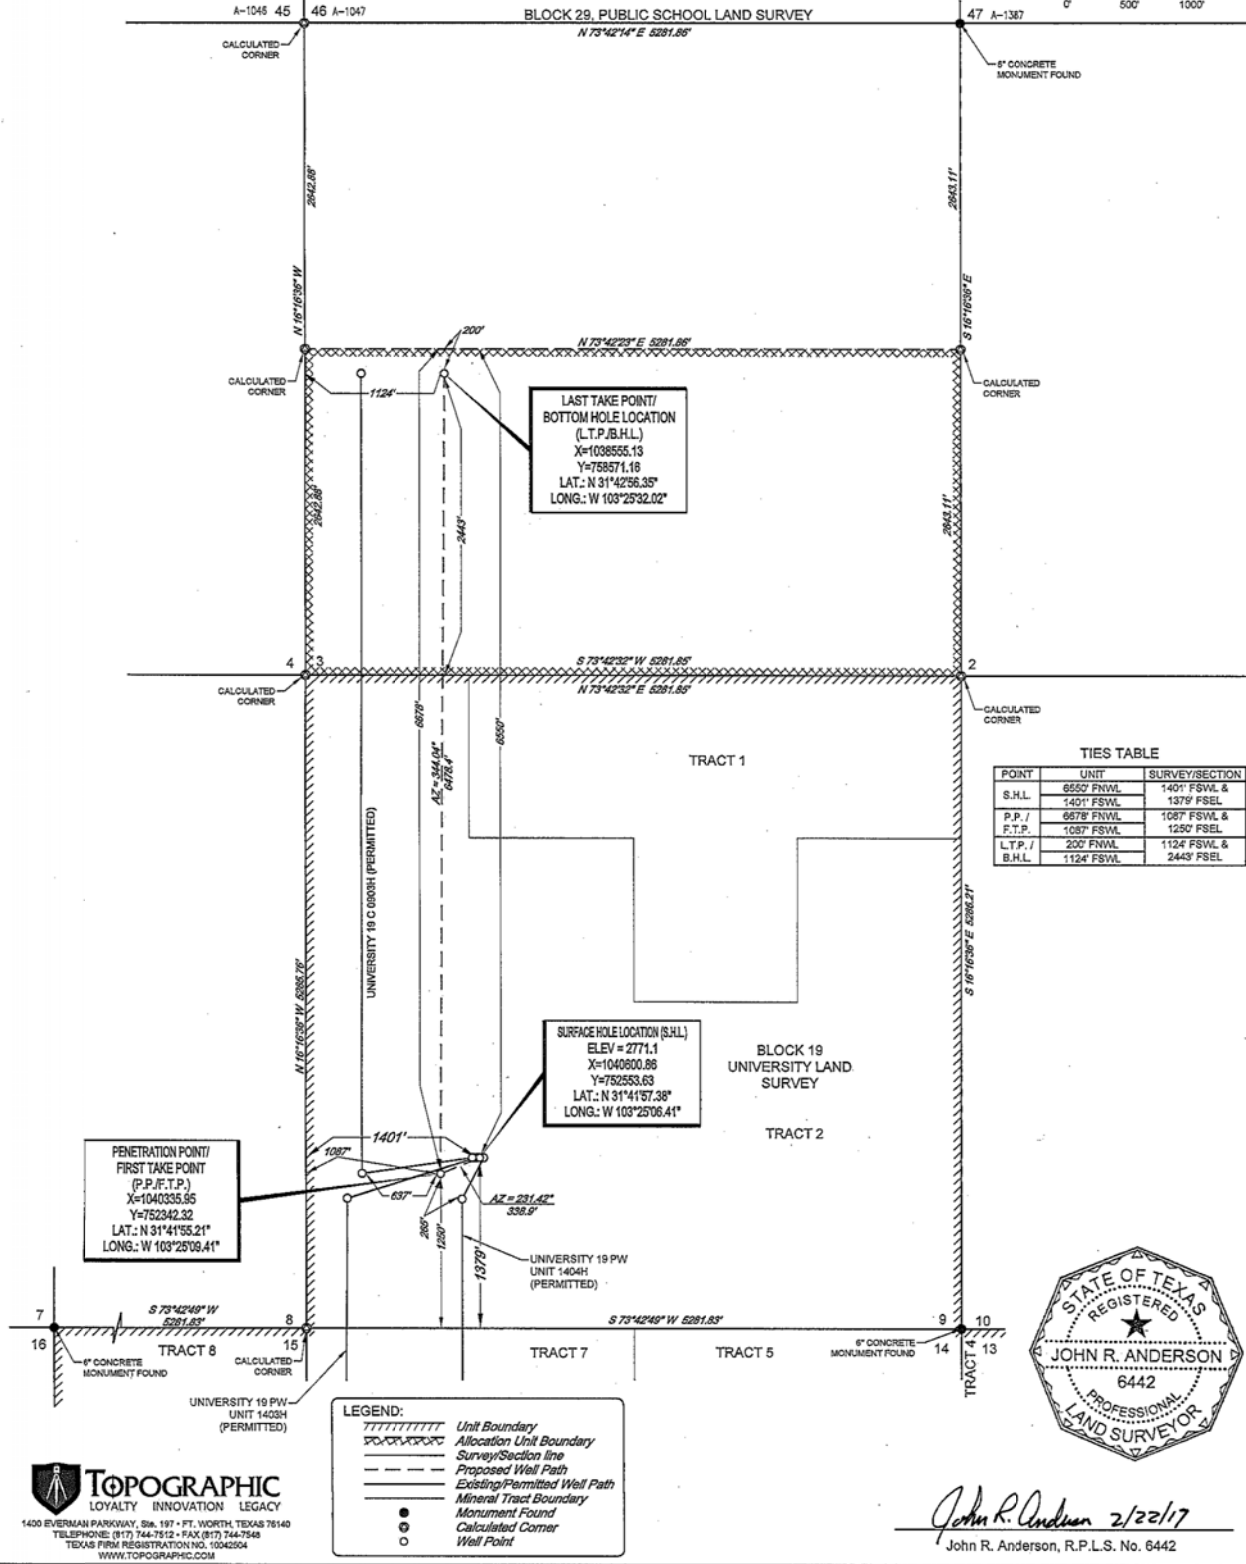 A-1046 45 46 A-1047
BLOCK 29, PUBLIC SCHOOL LAND SURVEY
N 73°42'14" E 5281.86'
47 A-1387
0' 500' 1000'
CALCULATED
CORNER
6" CONCRETE
MONUMENT FOUND
2642.88'
2643.11'
N 16°16'36" W
S 16°16'36" E
200'
N 73°42'23" E 5281.86'
CALCULATED
CORNER
1124'
CALCULATED
CORNER
LAST TAKE POINT/
BOTTOM HOLE LOCATION
(L.T.P./B.H.L.)
X=1038555.13
Y=758571.18
LAT.: N 31°42'56.35"
LONG.: W 103°25'32.02"
2642.88'
2443'
2643.11'
S 73°42'32" W 5281.85'
4 3
2
N 73°42'32" E 5281.85'
CALCULATED
CORNER
CALCULATED
CORNER
6678'
AZ = 344.04°
6478.4'
6550'
TRACT 1
TIES TABLE
POINT UNIT SURVEY/SECTION
S.H.L. 6550' FNWL 1401' FSWL &
1401' FSWL 1379' FSEL
P.P. / 6678' FNWL 1087' FSWL &
F.T.P. 1087' FSWL 1250' FSEL
L.T.P. / 200' FNWL 1124' FSWL &
B.H.L. 1124' FSWL 2443' FSEL
UNIVERSITY 19 C 0903H (PERMITTED)
N 16°16'36" W 5285.76'
S 16°16'36" E 5286.21'
SURFACE HOLE LOCATION (S.H.L.)
ELEV = 2771.1
X=1040600.86
Y=752553.63
LAT.: N 31°41'57.38"
LONG.: W 103°25'06.41"
BLOCK 19
UNIVERSITY LAND
SURVEY
TRACT 2
PENETRATION POINT/
FIRST TAKE POINT
(P.P./F.T.P.)
X=1040335.95
Y=752342.32
LAT.: N 31°41'55.21"
LONG.: W 103°25'09.41"
1401'
1087'
637'
AZ = 231.42°
338.9'
265'
1250'
1379'
UNIVERSITY 19 PW
UNIT 1404H
(PERMITTED)
7
16
S 73°42'49" W
5281.83'
8
15
S 73°42'49" W 5281.83'
9 10
14 13
6" CONCRETE
MONUMENT FOUND
TRACT 8
CALCULATED
CORNER
TRACT 7
TRACT 5
6" CONCRETE
MONUMENT FOUND
TRACT 4
UNIVERSITY 19 PW
UNIT 1403H
(PERMITTED)
LEGEND:
Unit Boundary
Allocation Unit Boundary
Survey/Section line
Proposed Well Path
Existing/Permitted Well Path
Mineral Tract Boundary
Monument Found
Calculated Corner
Well Point
STATE OF TEXAS
REGISTERED
JOHN R. ANDERSON
6442
PROFESSIONAL
LAND SURVEYOR
TOPOGRAPHIC
LOYALTY INNOVATION LEGACY
1400 EVERMAN PARKWAY, Ste. 197 • FT. WORTH, TEXAS 76140
TELEPHONE: (817) 744-7512 • FAX (817) 744-7548
TEXAS FIRM REGISTRATION NO. 10042504
WWW.TOPOGRAPHIC.COM
John R. Anderson 2/22/17
John R. Anderson, R.P.L.S. No. 6442